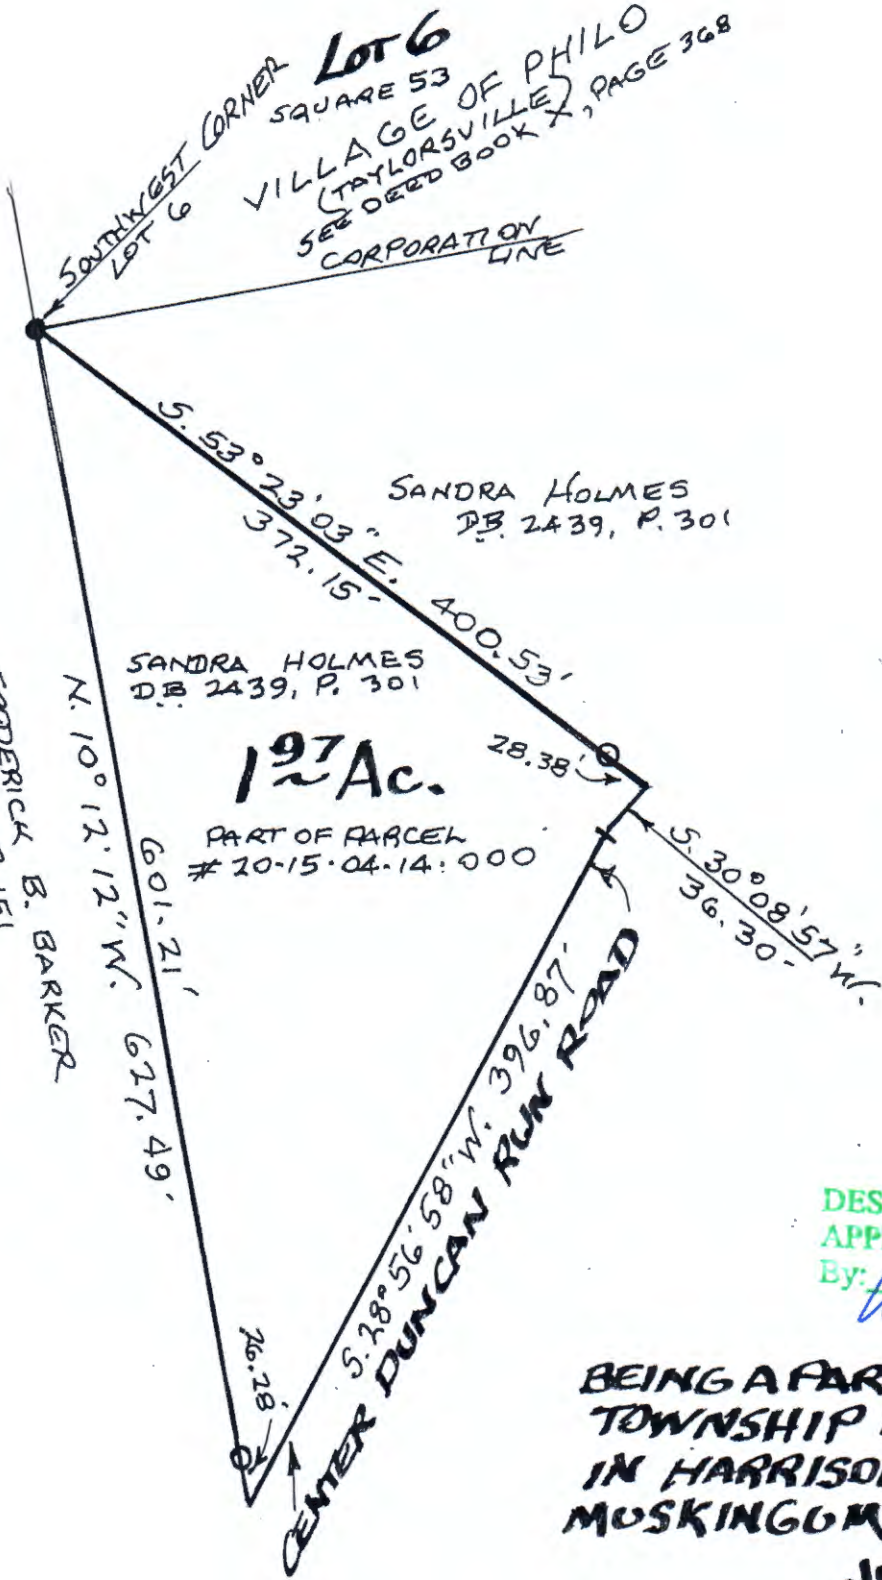 LOT 6
SQUARE 53
VILLAGE OF PHILO
(TAYLORSVILLE)
SEE DEED BOOK X, PAGE 368
SOUTHWEST CORNER
LOT 6
CORPORATION
LINE
S. 53° 23' 03" E. 400.53'
372.15'
SANDRA HOLMES
D.B. 2439, P. 301
SANDRA HOLMES
DB 2439, P. 301
28.38'
1 97 Ac.
PART OF PARCEL
# 20-15-04-14:000
S. 30° 08' 57" W.
36.30'
N. 10° 12' 12" W. 627.49'
601.21'
B. BARKER
S. 28° 56' 58" W. 396.87'
CENTER DUNCAN RUN ROAD
26.28'
DES
APP
By:
BEING A PAR
TOWNSHIP
IN HARRISO
MUSKINGUM